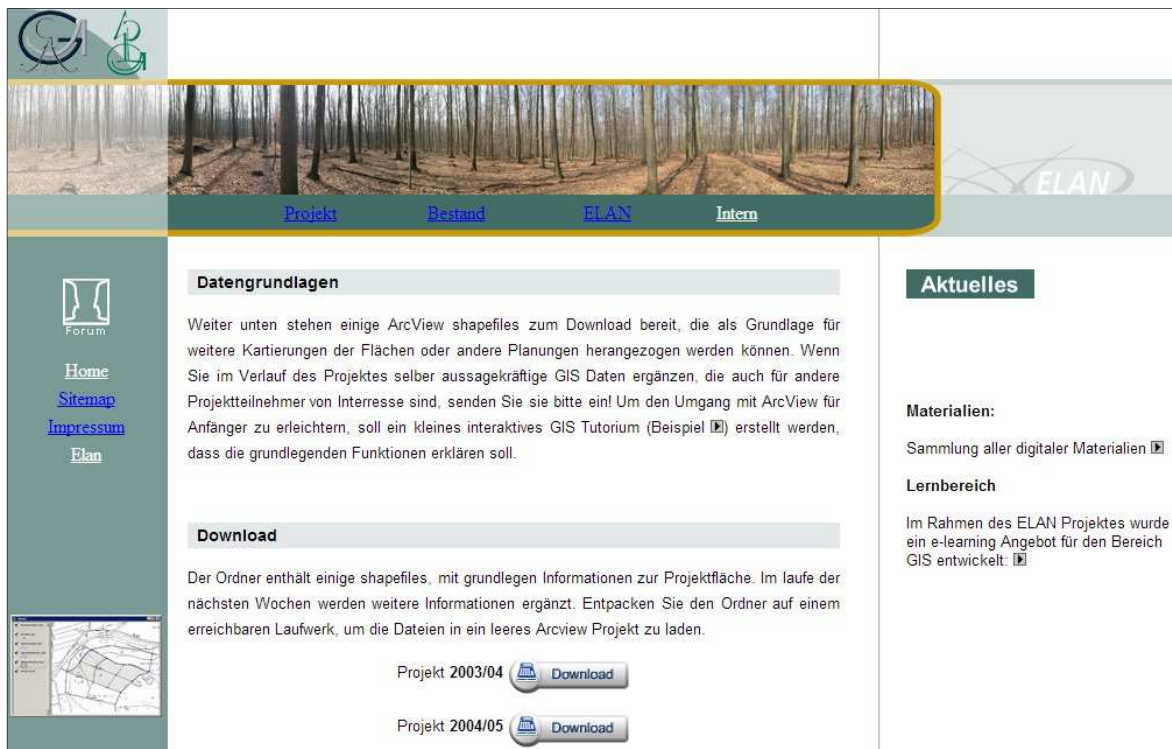 ELAN
Projekt
Bestand
ELAN
Intern
Forum
Home
Sitemap
Impressum
Elan
Datengrundlagen
Weiter unten stehen einige ArcView shapefiles zum Download bereit, die als Grundlage für
weitere Kartierungen der Flächen oder andere Planungen herangezogen werden können. Wenn
Sie im Verlauf des Projektes selber aussagekräftige GIS Daten ergänzen, die auch für andere
Projektteilnehmer von Interresse sind, senden Sie sie bitte ein! Um den Umgang mit ArcView für
Anfänger zu erleichtern, soll ein kleines interaktives GIS Tutorium (Beispiel ) erstellt werden,
dass die grundlegenden Funktionen erklären soll.
Download
Der Ordner enthält einige shapefiles, mit grundlegen Informationen zur Projektfläche. Im laufe der
nächsten Wochen werden weitere Informationen ergänzt. Entpacken Sie den Ordner auf einem
erreichbaren Laufwerk, um die Dateien in ein leeres Arcview Projekt zu laden.
Projekt 2003/04 Download
Projekt 2004/05 Download
Aktuelles
Materialien:
Sammlung aller digitaler Materialien
Lernbereich
Im Rahmen des ELAN Projektes wurde
ein e-learning Angebot für den Bereich
GIS entwickelt: